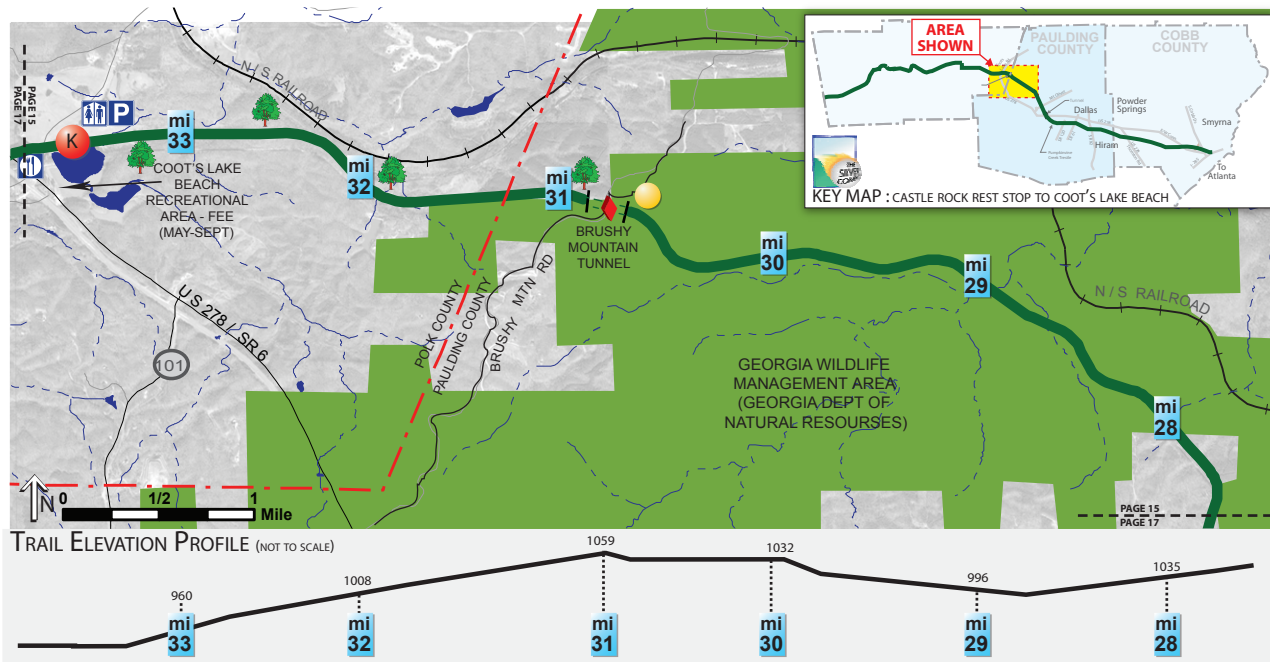 PAGE 15
PAGE 17
K
P
mi
33
N / S RAILROAD
COOT'S LAKE
BEACH
RECREATIONAL
AREA - FEE
(MAY-SEPT)
mi
32
mi
31
BRUSHY
MOUNTAIN
TUNNEL
mi
30
mi
29
mi
28
N / S RAILROAD
U S 278 / SR 6
101
POLK COUNTY
PAULDING COUNTY
BRUSHY MTN RD
GEORGIA WILDLIFE
MANAGEMENT AREA
(GEORGIA DEPT OF
NATURAL RESOURSES)
AREA
SHOWN
PAULDING
COUNTY
COBB
COUNTY
Dallas
Powder
Springs
Hiram
Smyrna
To
Atlanta
THE
SILVER
COMET
KEY MAP : CASTLE ROCK REST STOP TO COOT'S LAKE BEACH
N
0 1/2 1
Mile
PAGE 15
PAGE 17
TRAIL ELEVATION PROFILE (NOT TO SCALE)
960
1008
1059
1032
996
1035
mi
33
mi
32
mi
31
mi
30
mi
29
mi
28